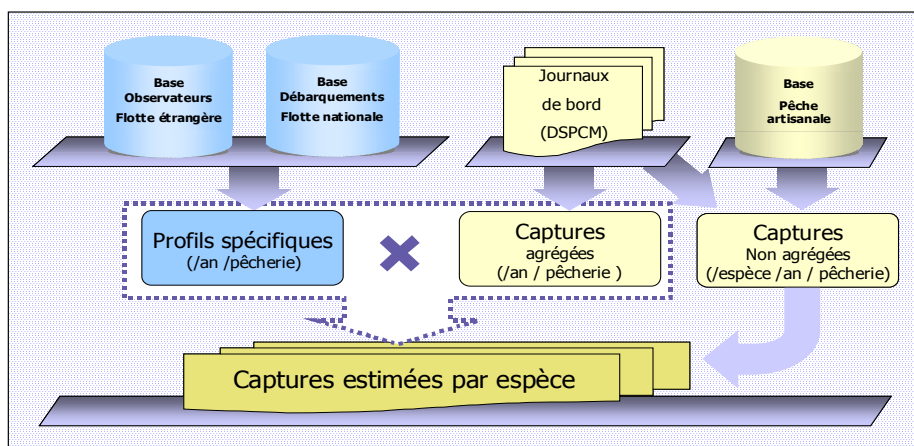 Base
Observateurs
Flotte étrangère
Base
Débarquements
Flotte nationale
Journaux
de bord
(DSPCM)
Base
Pêche
artisanale
Profils spécifiques
(/an /pêcherie)
Captures
agrégées
(/an / pêcherie )
Captures
Non agrégées
(/espèce /an / pêcherie)
Captures estimées par espèce